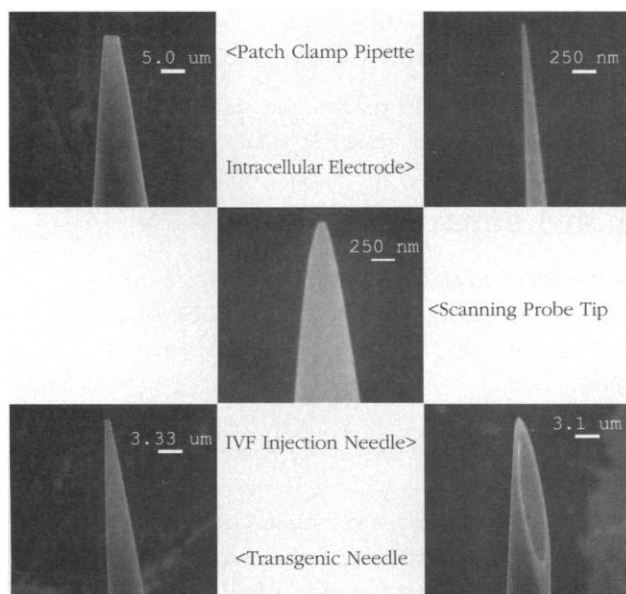 5.0 um
<Patch Clamp Pipette
250 nm
Intracellular Electrode>
250 nm
<Scanning Probe Tip
3.33 um
IVF Injection Needle>
3.1 um
<Transgenic Needle